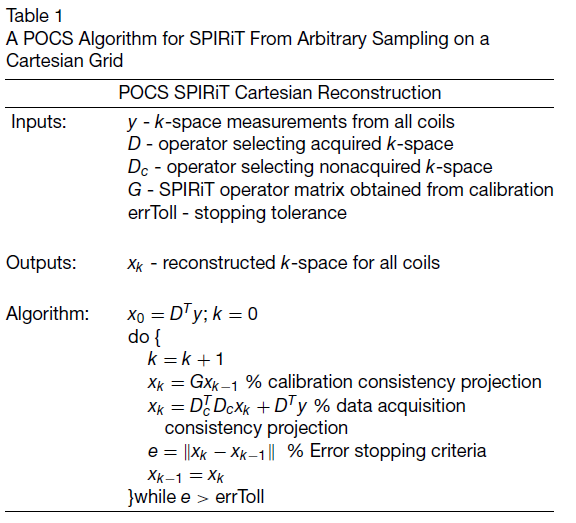 Table 1
A POCS Algorithm for SPIRiT From Arbitrary Sampling on a
Cartesian Grid
POCS SPIRiT Cartesian Reconstruction
Inputs: y - k-space measurements from all coils
D - operator selecting acquired k-space
D_c - operator selecting nonacquired k-space
G - SPIRiT operator matrix obtained from calibration
errToll - stopping tolerance
Outputs: x_k - reconstructed k-space for all coils
Algorithm: x_0 = D^T y; k = 0
do {
k = k + 1
x_k = Gx_{k−1} % calibration consistency projection
x_k = D_c^T D_c x_k + D^T y % data acquisition
consistency projection
e = ||x_k − x_{k−1}|| % Error stopping criteria
x_{k−1} = x_k
}while e > errToll